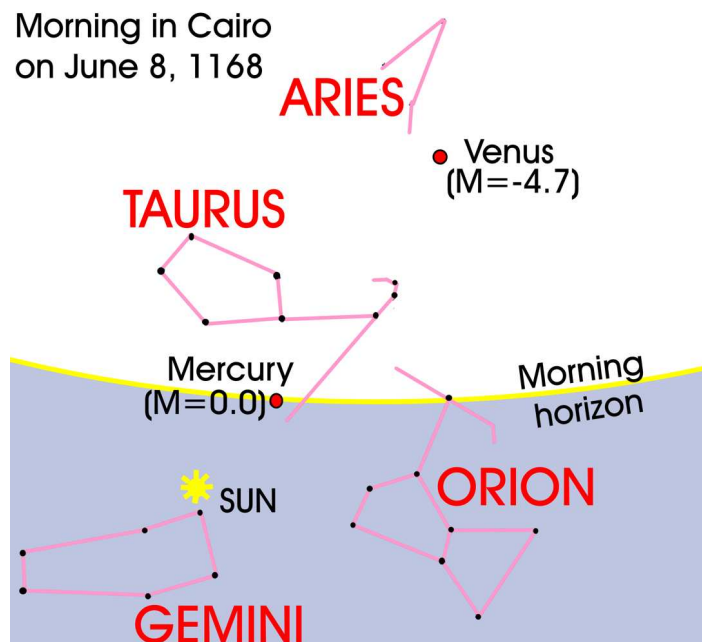 Morning in Cairo
on June 8, 1168
ARIES
Venus
(M=-4.7)
TAURUS
Mercury
(M=0.0)
Morning
horizon
SUN
ORION
GEMINI